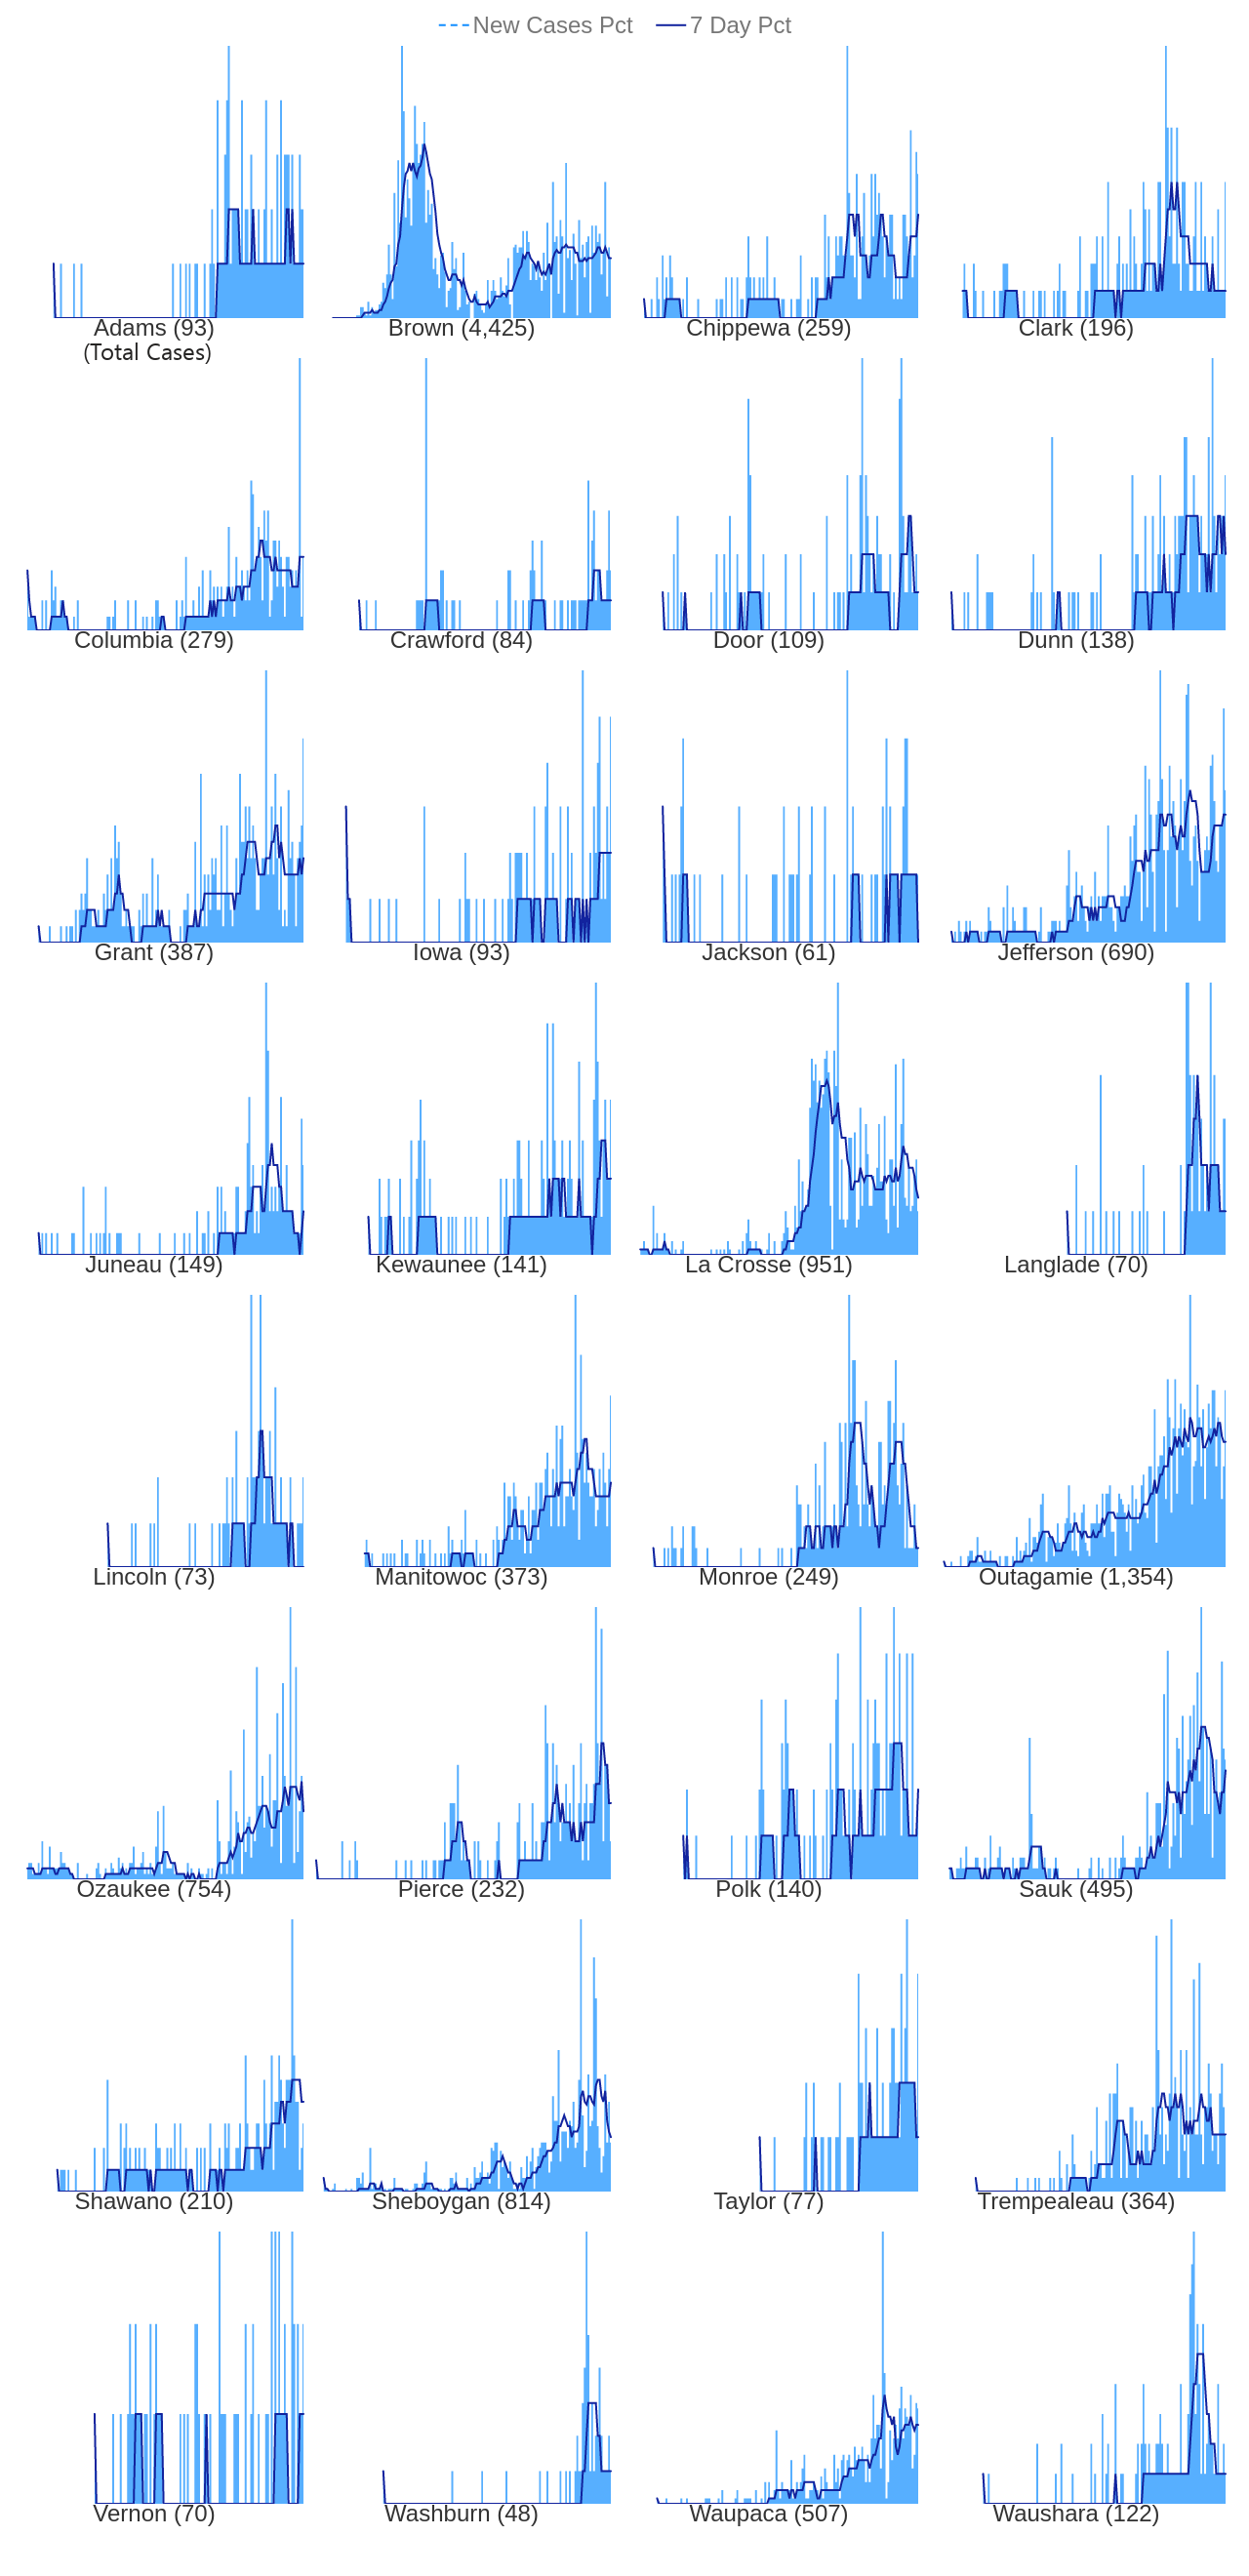 New Cases Pct 7 Day Pct
Adams (93) Brown (4,425) Chippewa (259) Clark (196)
(Total Cases)
Columbia (279) Crawford (84) Door (109) Dunn (138)
Grant (387) Iowa (93) Jackson (61) Jefferson (690)
Juneau (149) Kewaunee (141) La Crosse (951) Langlade (70)
Lincoln (73) Manitowoc (373) Monroe (249) Outagamie (1,354)
Ozaukee (754) Pierce (232) Polk (140) Sauk (495)
Shawano (210) Sheboygan (814) Taylor (77) Trempealeau (364)
Vernon (70) Washburn (48) Waupaca (507) Waushara (122)